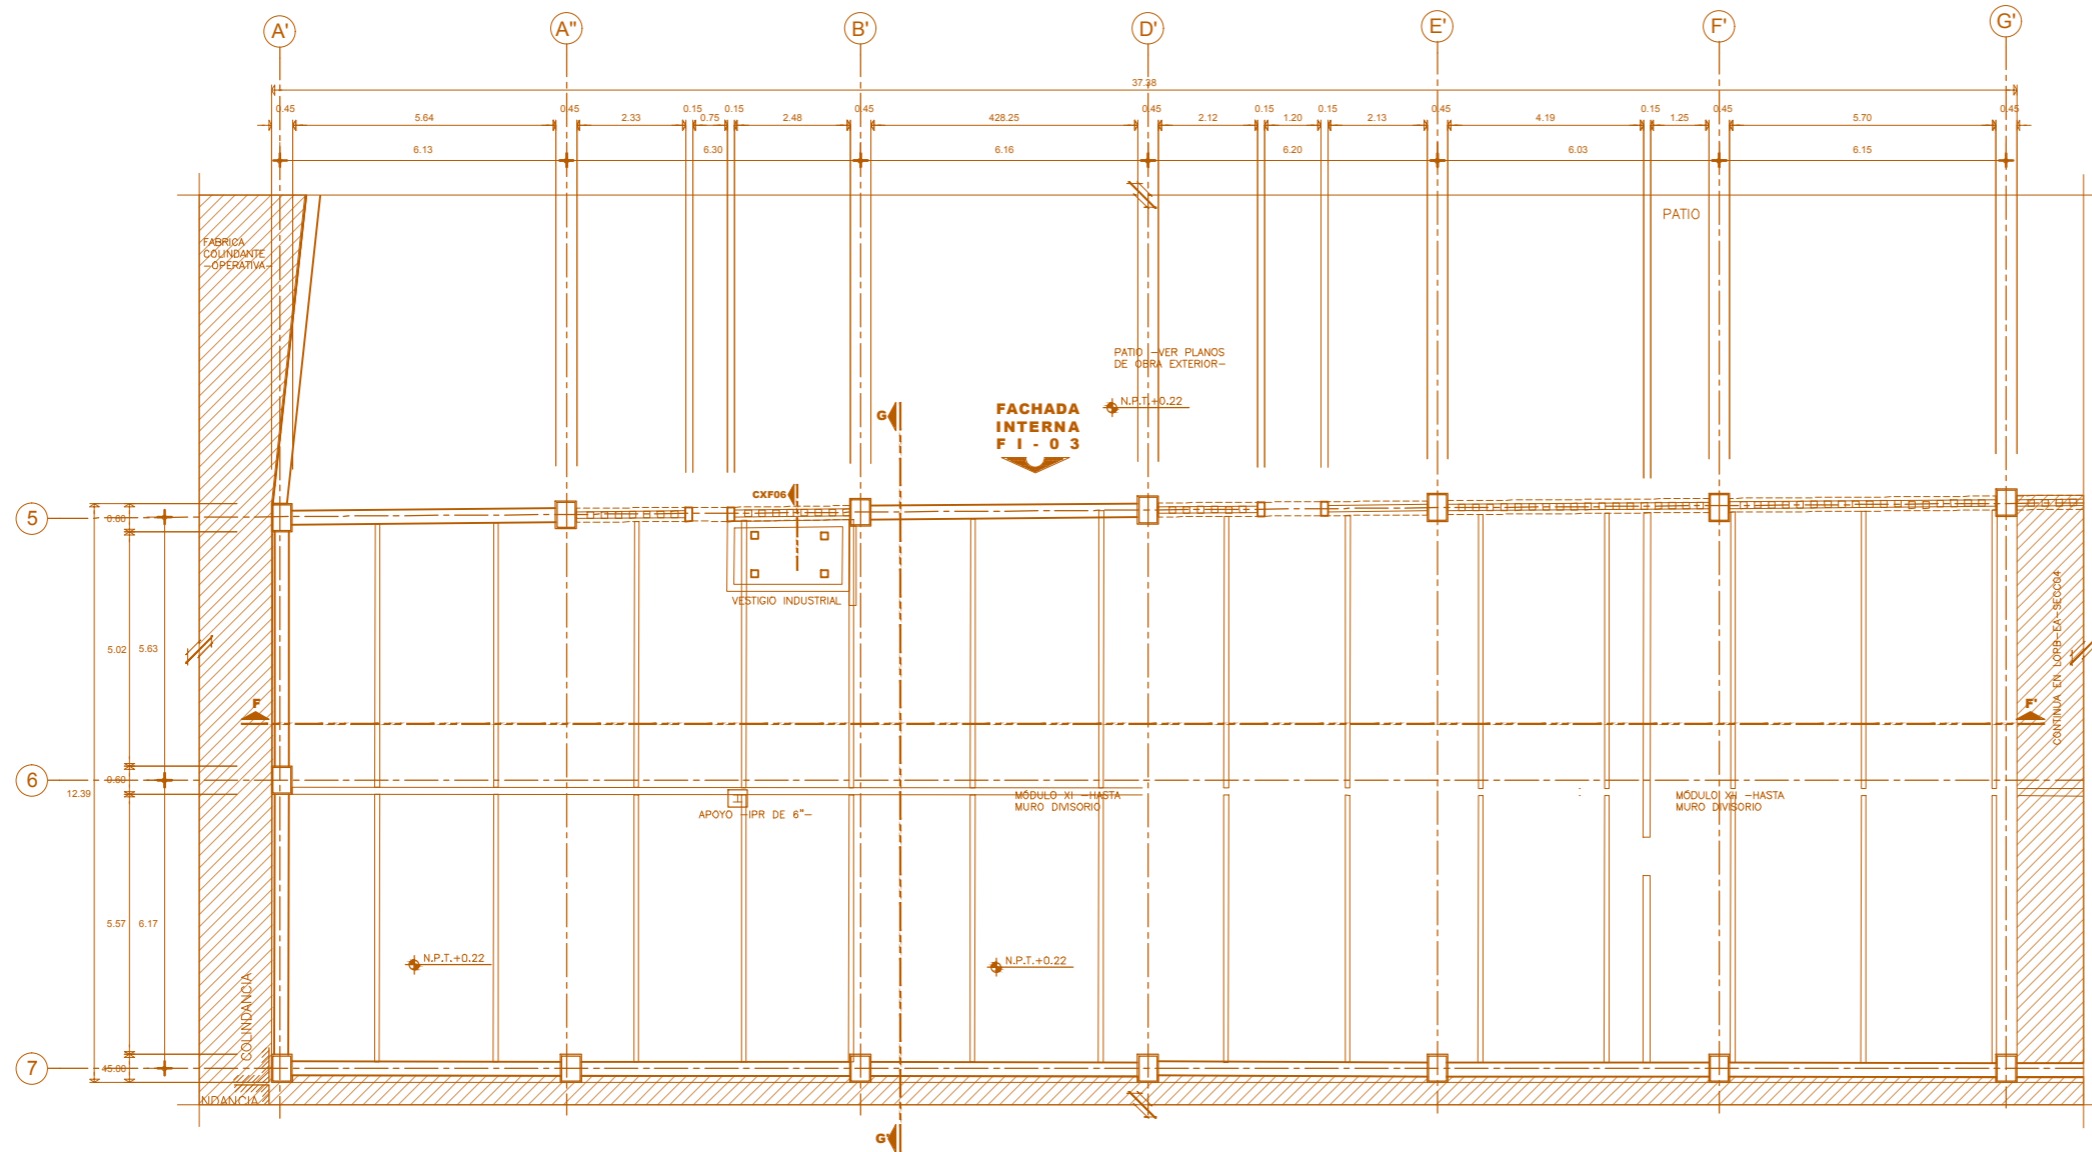 A'
A"
B'
D'
E'
F'
G'
37.38
0.45
5.64
0.45
2.33
0.15
0.75
0.15
2.48
0.45
428.25
0.45
2.12
0.15
1.20
0.15
2.13
0.45
4.19
0.15
1.25
0.45
5.70
0.45
6.13
6.30
6.16
6.20
6.03
6.15
PATIO
FABRICA
COLINDANTE
-OPERATIVA-
PATIO -VER PLANOS
DE OBRA EXTERIOR-
N.P.T.+0.22
FACHADA
INTERNA
F I - 0 3
G
CXF06
5
0.60
VESTIGIO INDUSTRIAL
5.02
5.63
CONTINUA EN LOPB-EA-SECC04
F
F'
6
0.60
12.39
MÓDULO XI -HASTA
MURO DIVISORIO
MÓDULO XII -HASTA
MURO DIVISORIO
APOYO -IPR DE 6"-
5.57
6.17
N.P.T.+0.22
N.P.T.+0.22
COLINDANCIA
7
45.00
NDANCIA
G'